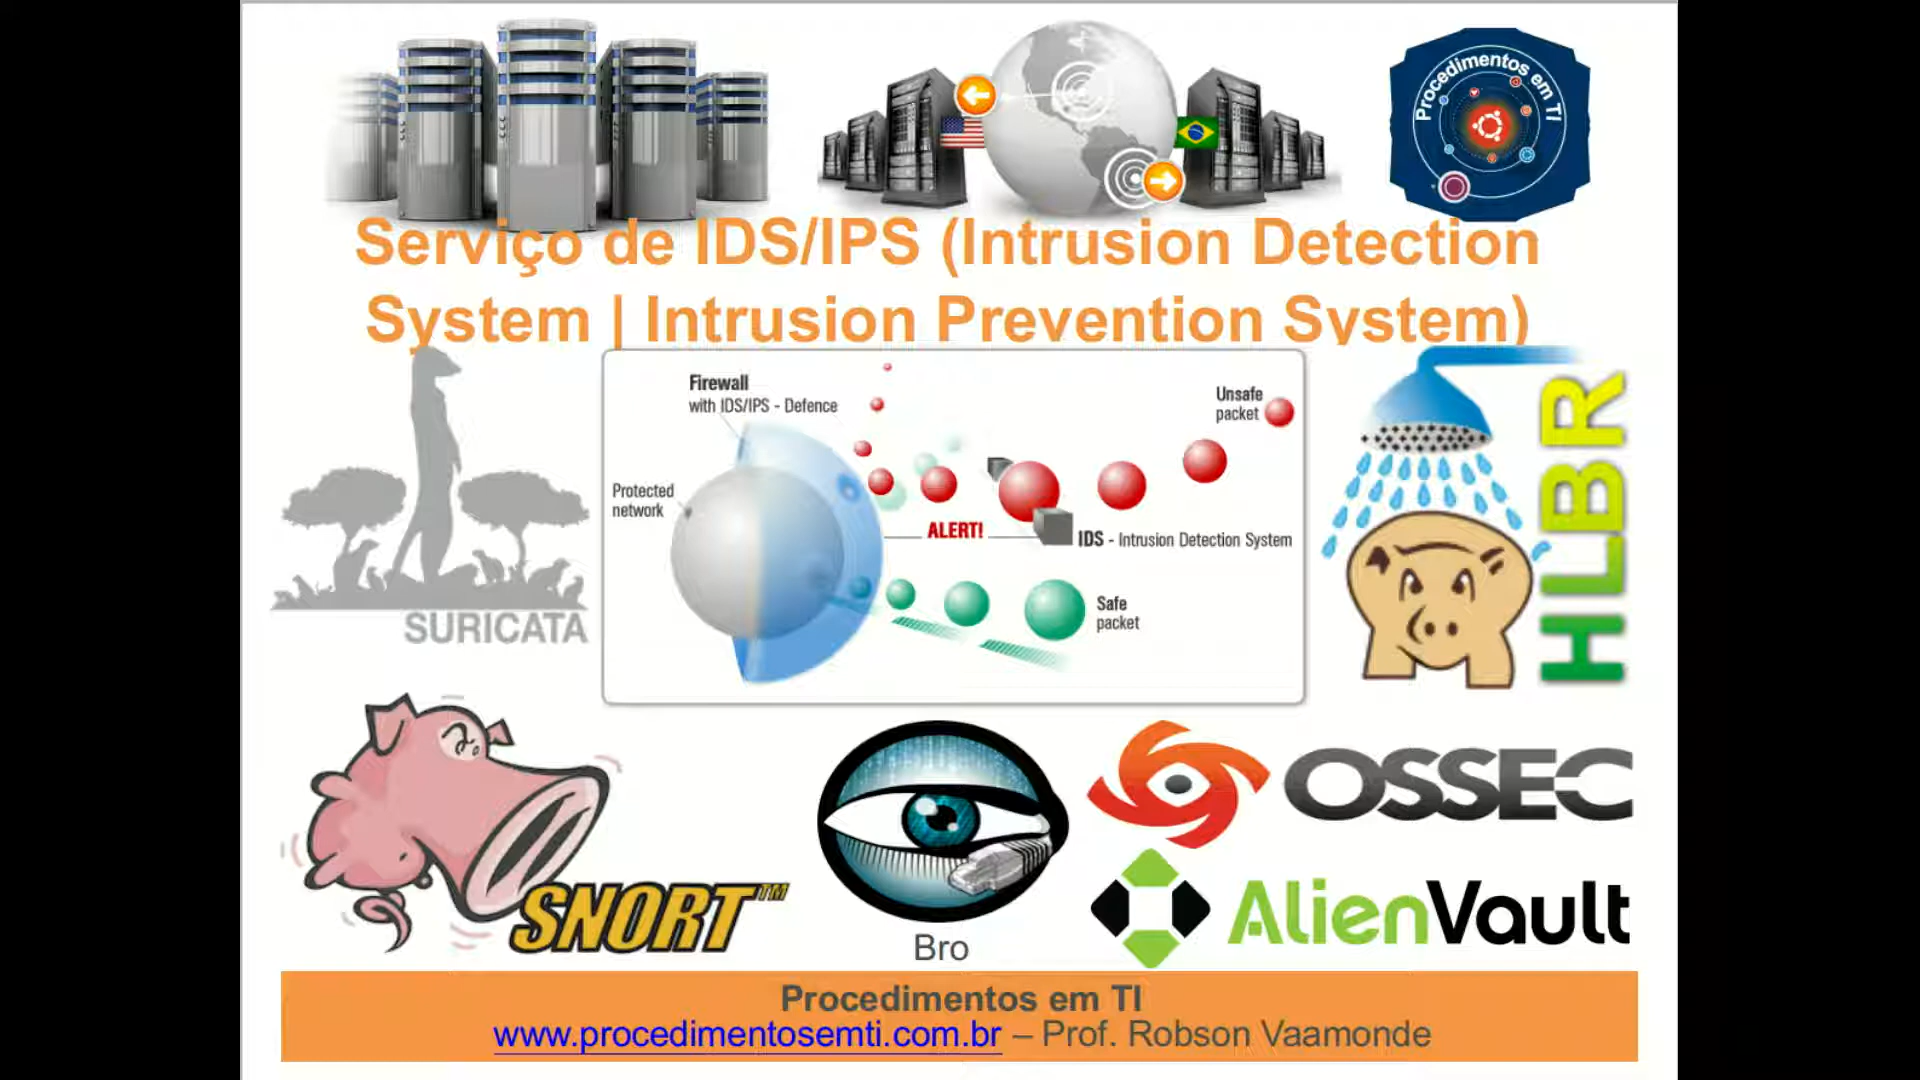 Procedimentos em TI
Serviço de IDS/IPS (Intrusion Detection
System | Intrusion Prevention System)
Firewall
with IDS/IPS - Defence
Unsafe
packet
Protected
network
ALERT!
IDS - Intrusion Detection System
Safe
packet
SURICATA
HLBR
SNORT™
Bro
OSSEC
AlienVault
Procedimentos em TI
www.procedimentosemti.com.br – Prof. Robson Vaamonde